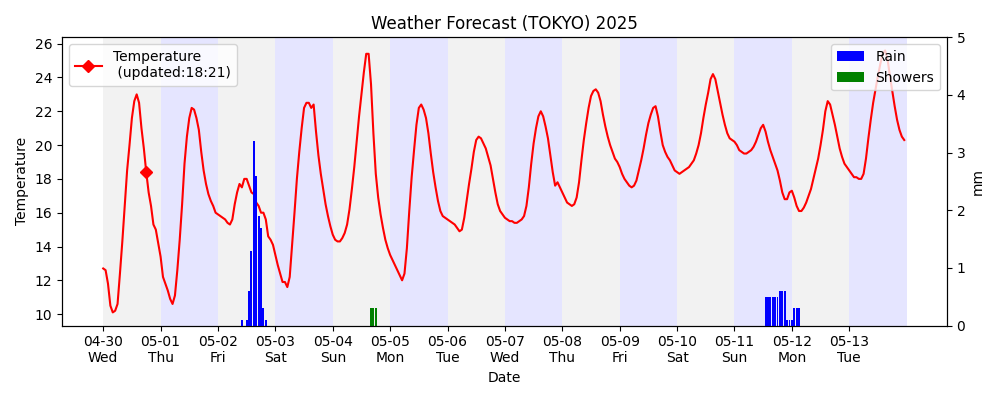 Weather Forecast (TOKYO) 2025
Temperature
(updated:18:21)
Rain
Showers
Temperature
26
24
22
20
18
16
14
12
10
5
4
3
2
1
0
mm
04-30 05-01 05-02 05-03 05-04 05-05 05-06 05-07 05-08 05-09 05-10 05-11 05-12 05-13
Wed Thu Fri Sat Sun Mon Tue Wed Thu Fri Sat Sun Mon Tue
Date